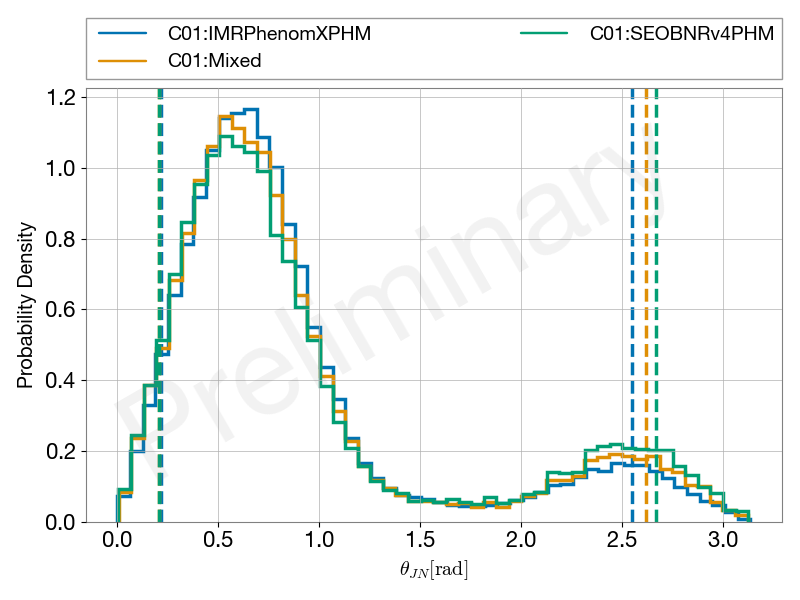 C01:IMRPhenomXPHM
C01:SEOBNRv4PHM
C01:Mixed
1.2
1.0
0.8
0.6
0.4
0.2
0.0
Probability Density
Preliminary
0.0 0.5 1.0 1.5 2.0 2.5 3.0
θ_{JN}[rad]